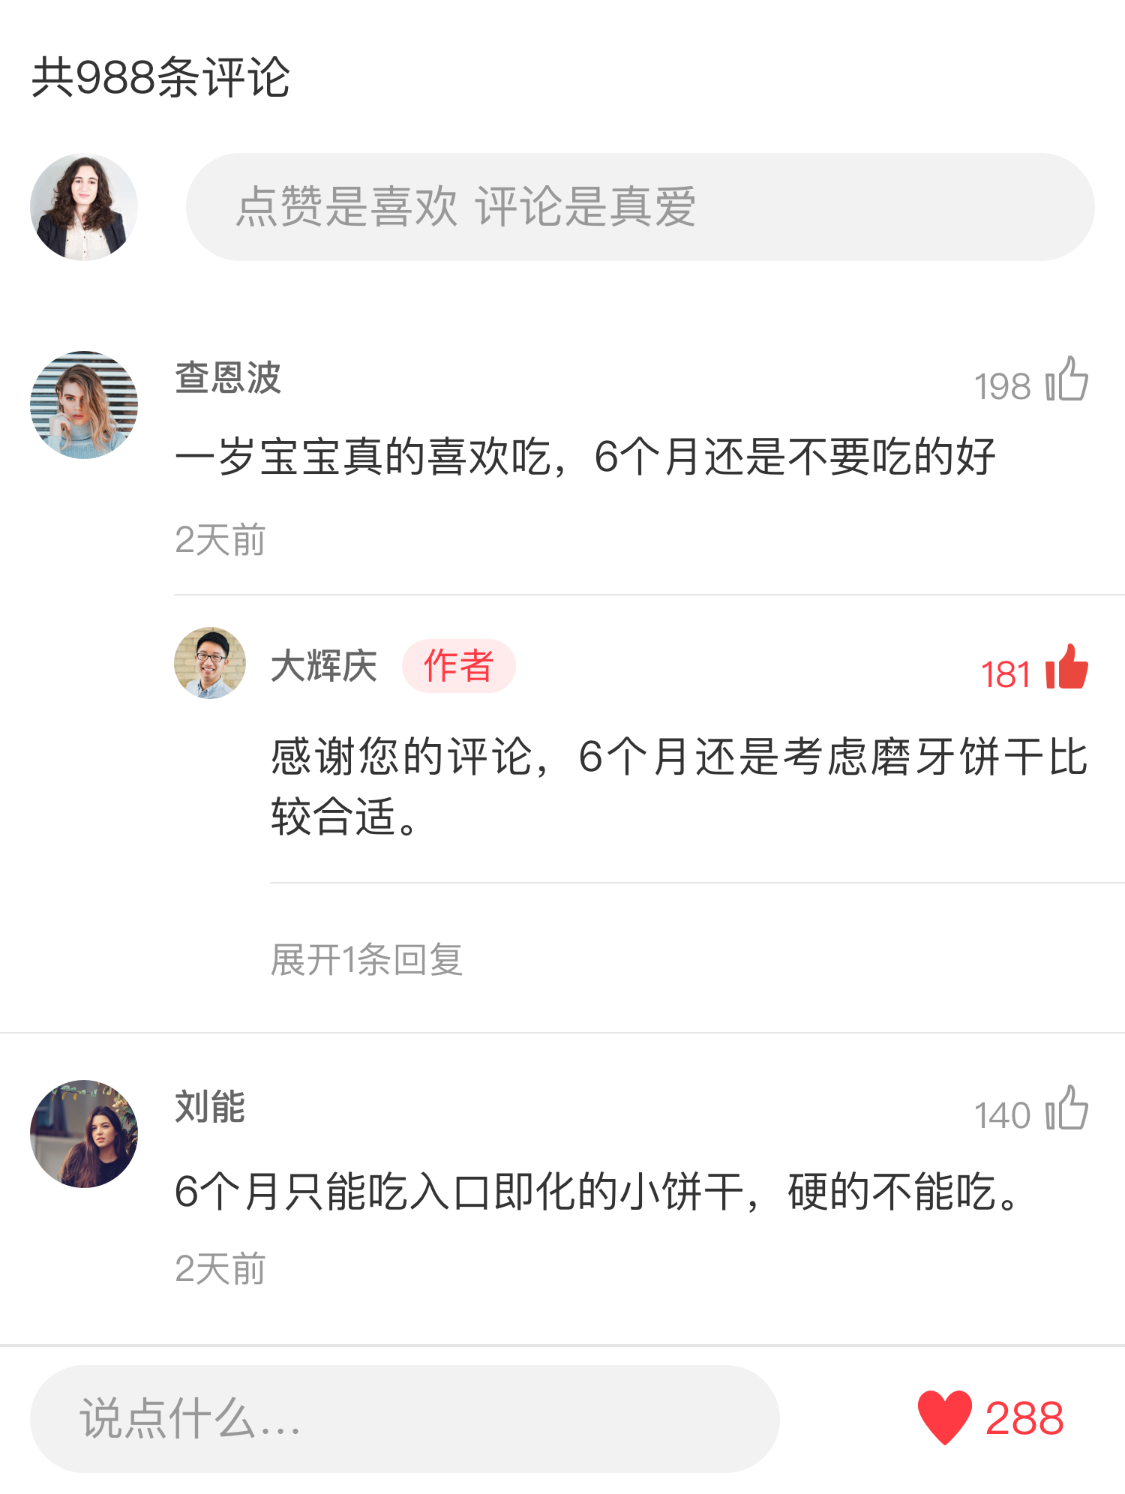 共988条评论
点赞是喜欢 评论是真爱
查恩波
198
一岁宝宝真的喜欢吃，6个月还是不要吃的好
2天前
大辉庆 作者
181
感谢您的评论，6个月还是考虑磨牙饼干比
较合适。
展开1条回复
刘能
140
6个月只能吃入口即化的小饼干，硬的不能吃。
2天前
说点什么...
288